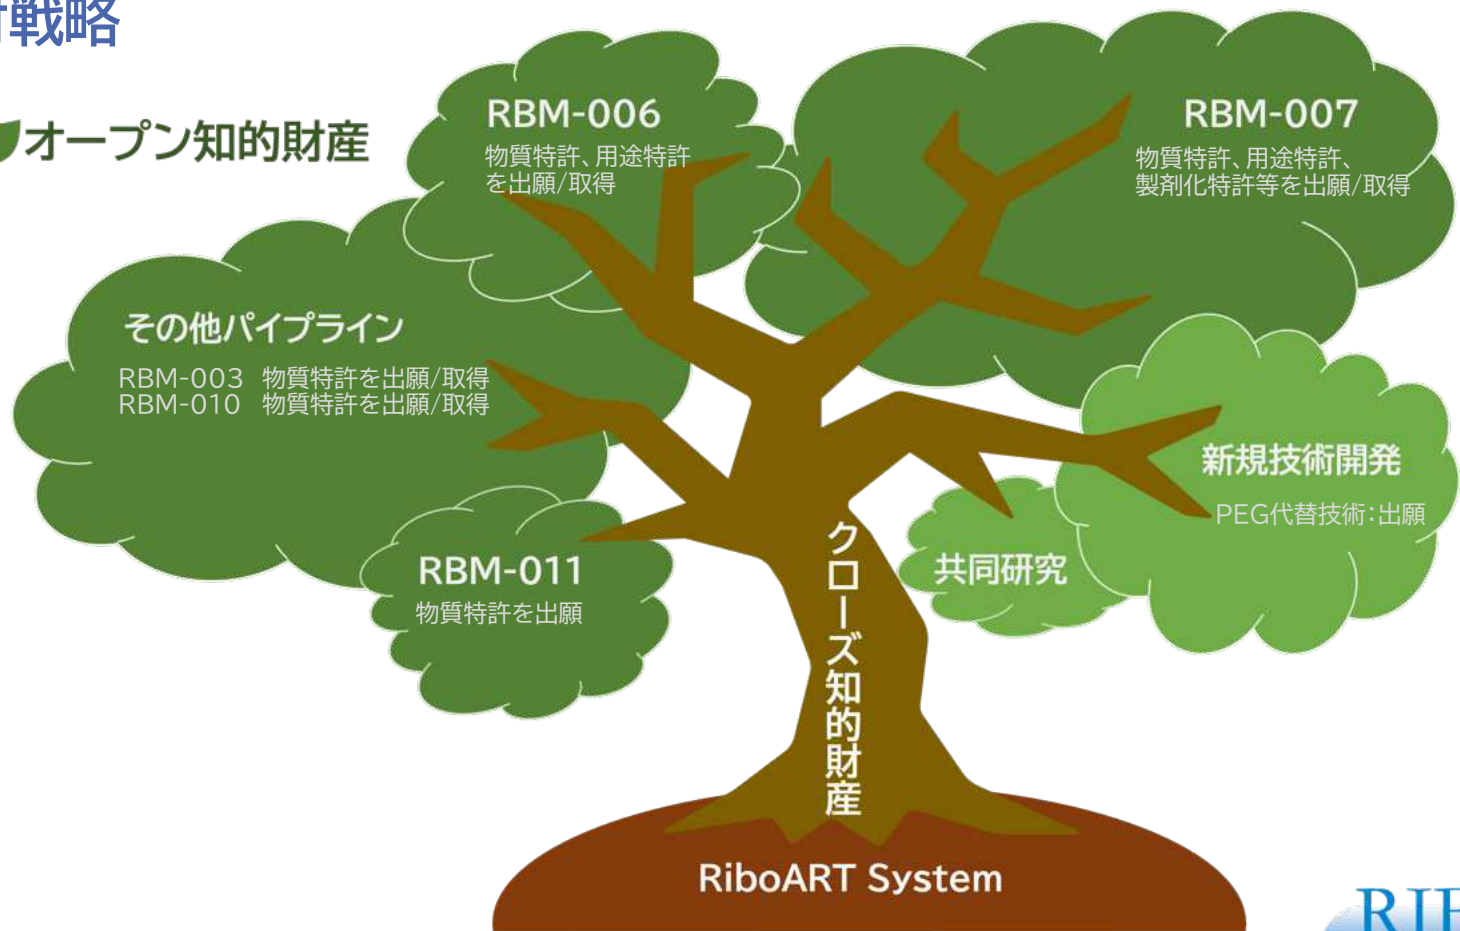 戦略
オープン知的財産
RBM-006
物質特許、用途特許
を出願/取得
RBM-007
物質特許、用途特許、
製剤化特許等を出願/取得
その他パイプライン
RBM-003 物質特許を出願/取得
RBM-010 物質特許を出願/取得
新規技術開発
PEG代替技術:出願
共同研究
RBM-011
物質特許を出願
クローズ知的財産
RiboART System